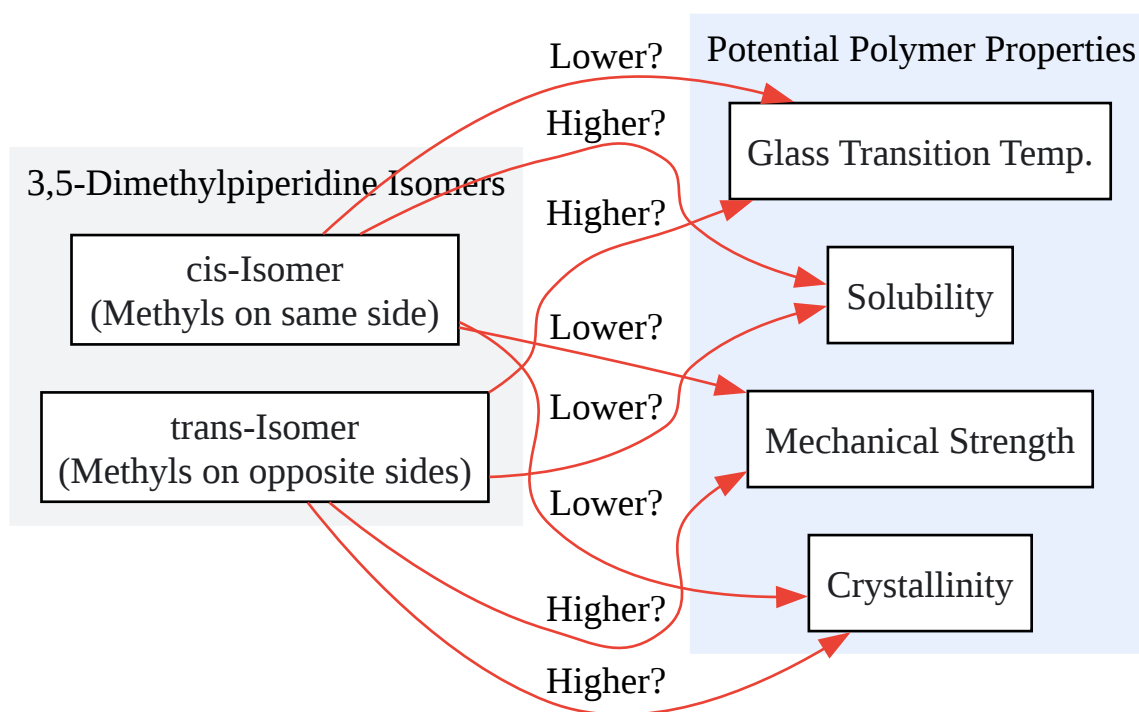 Potential Polymer Properties
Lower?
Higher?
Glass Transition Temp.
3,5-Dimethylpiperidine Isomers
Higher?
cis-Isomer
(Methyls on same side)
Solubility
Lower?
Lower?
trans-Isomer
(Methyls on opposite sides)
Mechanical Strength
Lower?
Crystallinity
Higher?
Higher?